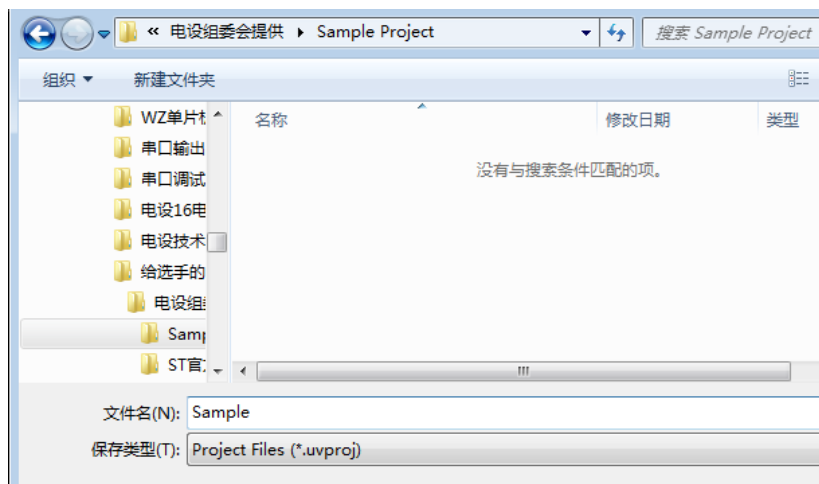 « 电设组委会提供 ▸ Sample Project
搜索 Sample Project
组织 ▼ 新建文件夹
名称 修改日期 类型
没有与搜索条件匹配的项。
WZ单片
串口输出
串口调试
电设16电
电设技术
给选手的
电设组
Sam
ST官
文件名(N): Sample
保存类型(T): Project Files (*.uvproj)